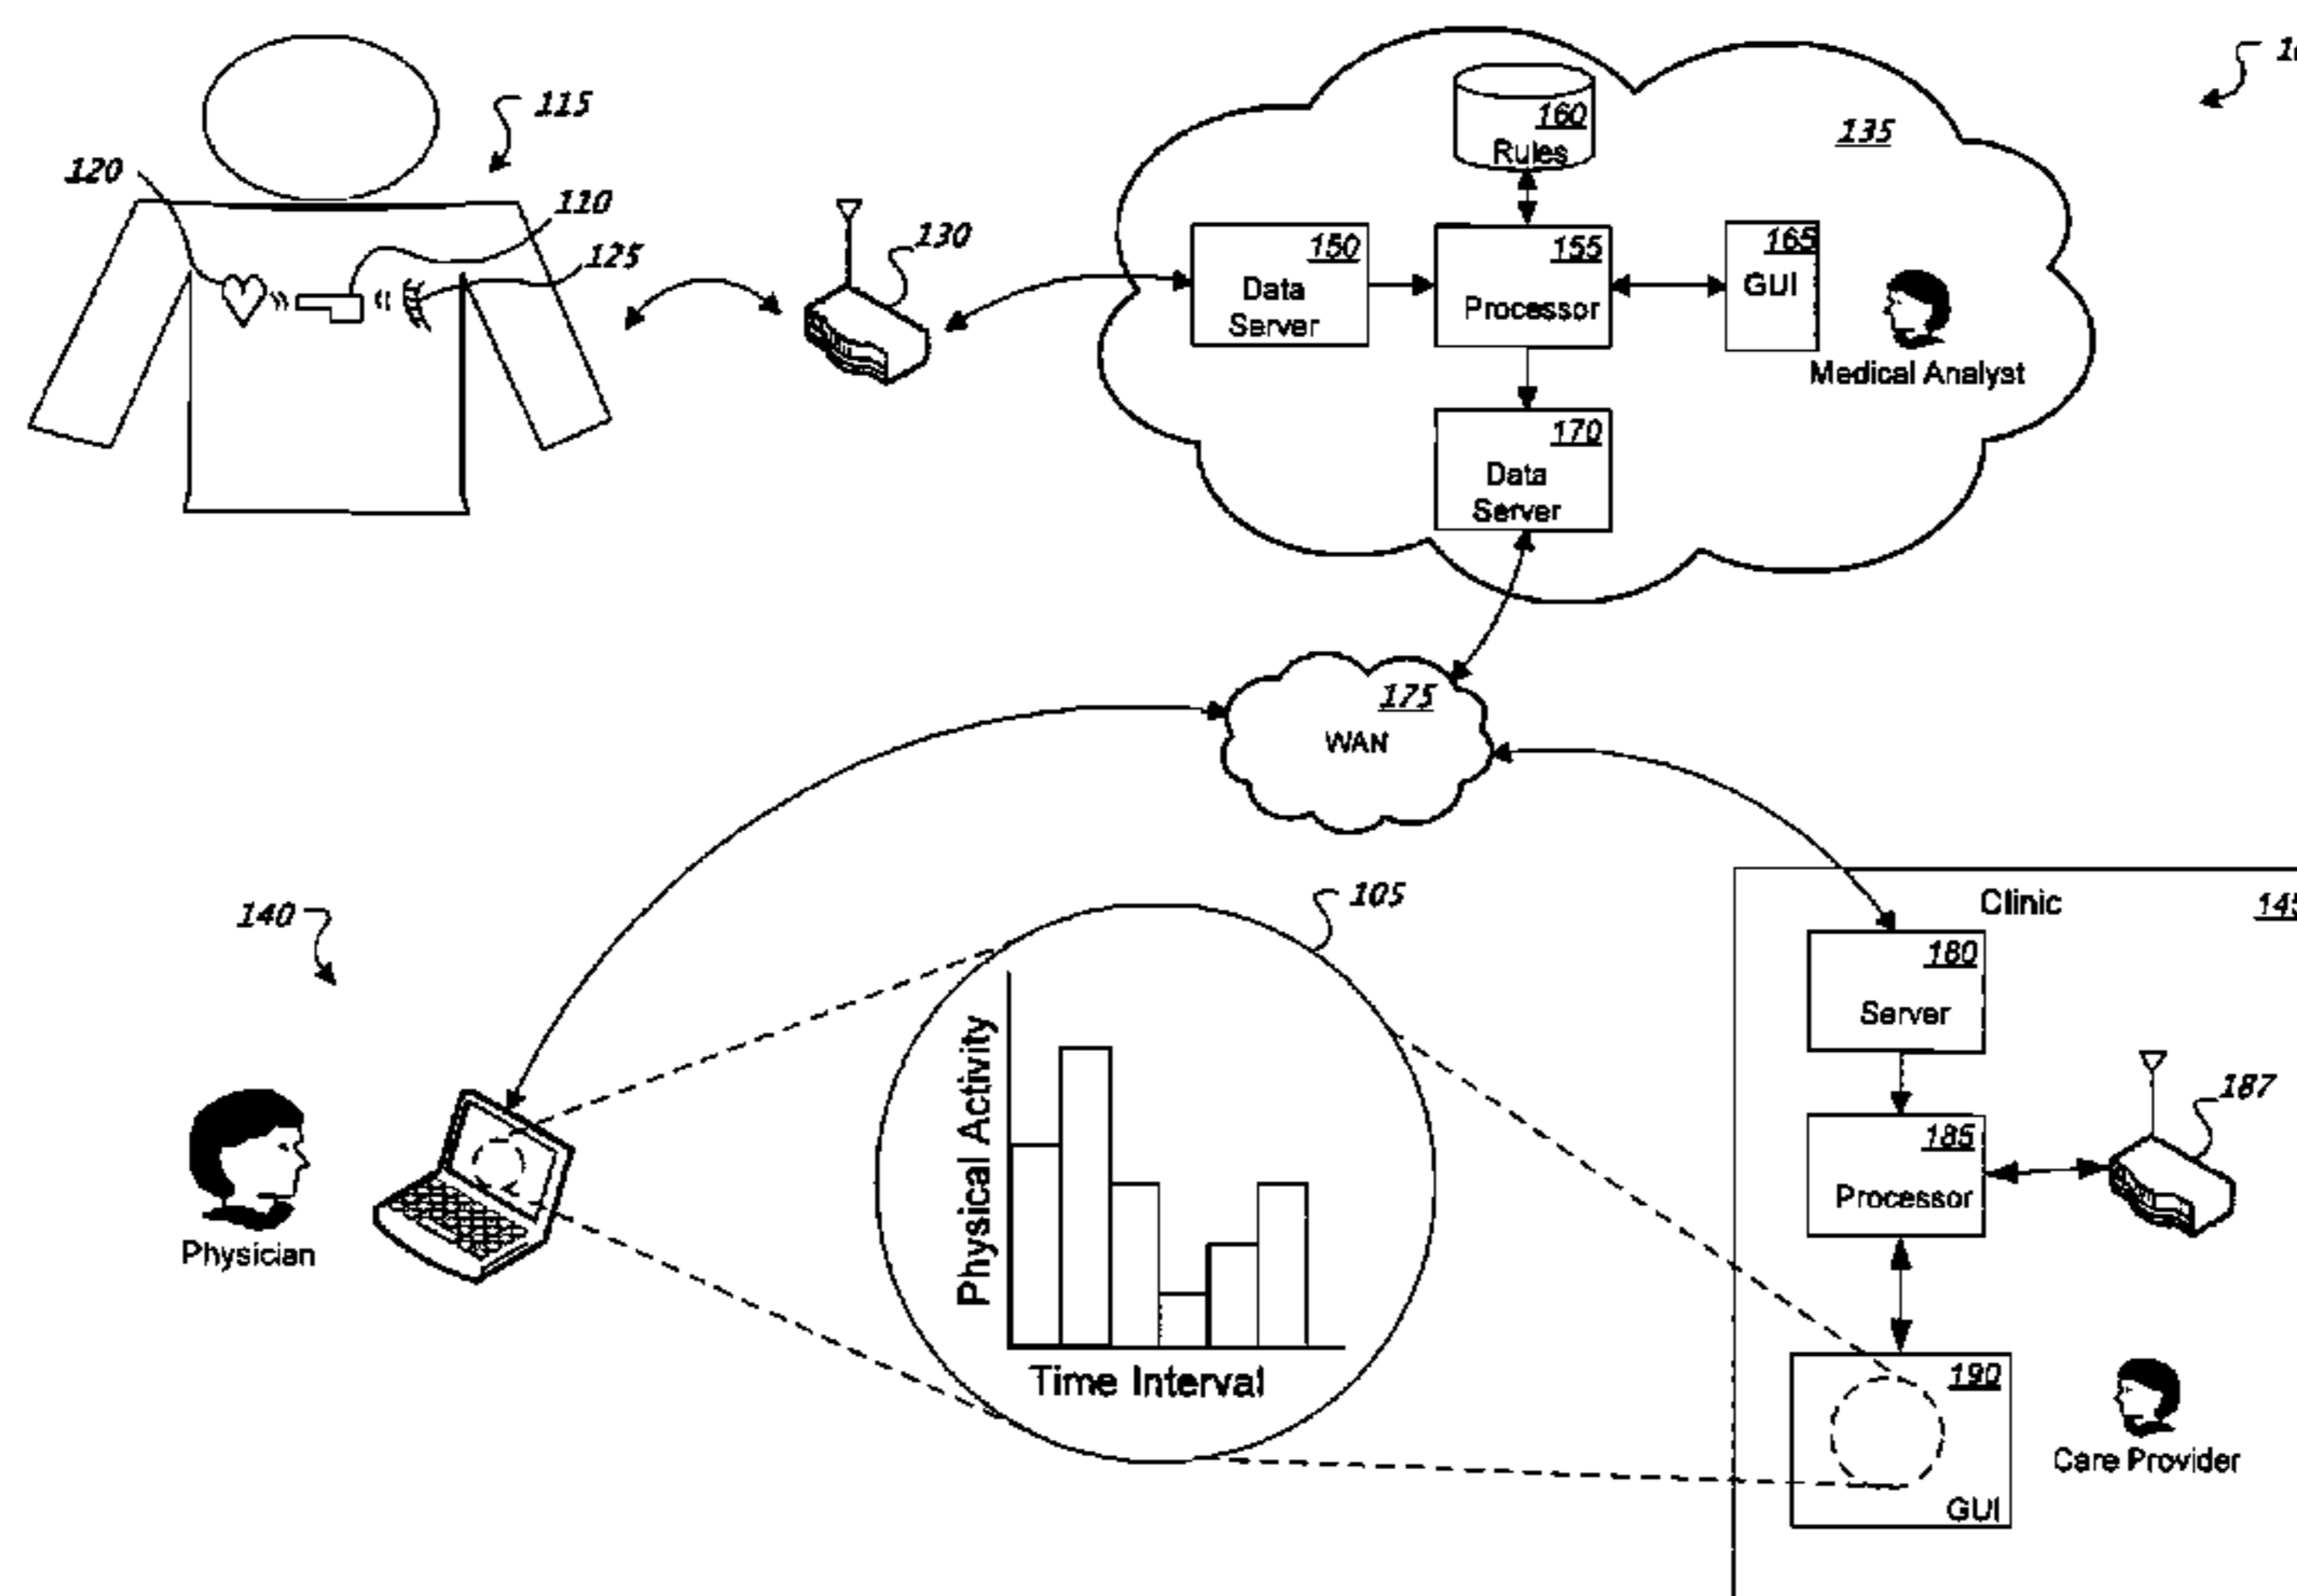 115
120
110
125
130
160
Rules
135
150
Data
Server
155
Processor
165
GUI
Medical Analyst
170
Data
Server
175
WAN
140
Physician
105
Physical Activity
Time Interval
Clinic
145
180
Server
185
Processor
187
190
GUI
Care Provider